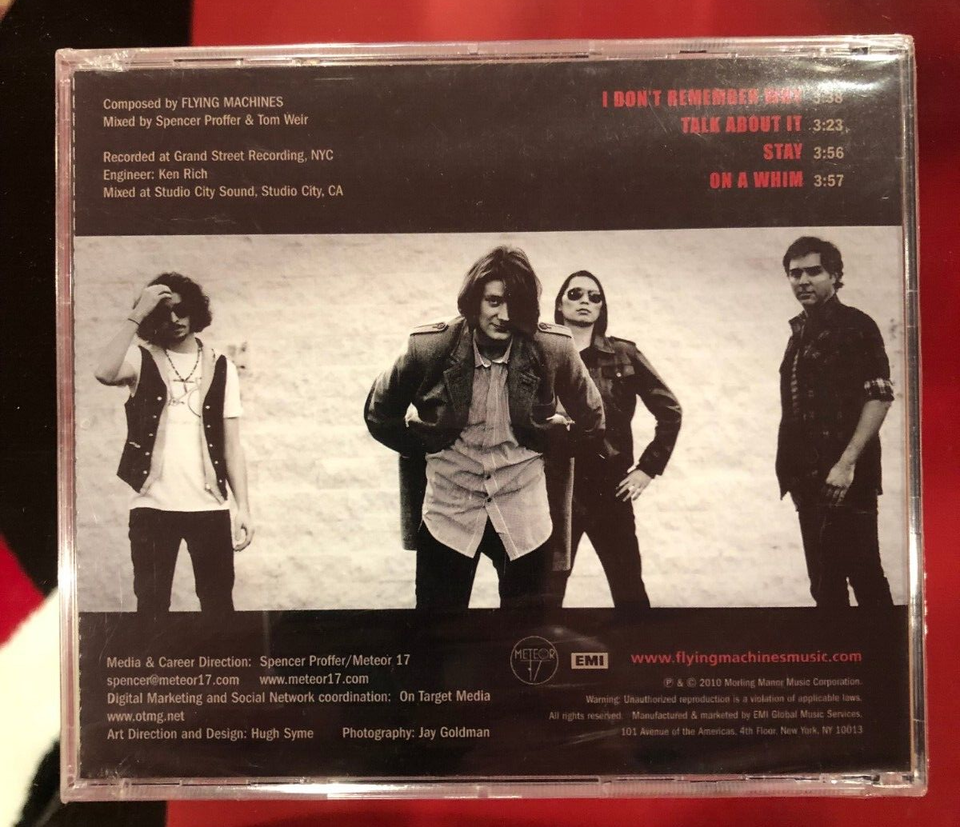 Composed by FLYING MACHINES
Mixed by Spencer Proffer & Tom Weir
Recorded at Grand Street Recording, NYC
Engineer: Ken Rich
Mixed at Studio City Sound, Studio City, CA
I DON'T REMEMBER WHY 3:38
TALK ABOUT IT 3:23
STAY 3:56
ON A WHIM 3:57
Media & Career Direction: Spencer Proffer/Meteor 17
spencer@meteor17.com www.meteor17.com
Digital Marketing and Social Network coordination: On Target Media
www.otmg.net
Art Direction and Design: Hugh Syme Photography: Jay Goldman
METEOR
17
EMI
www.flyingmachinesmusic.com
℗ & © 2010 Morling Manor Music Corporation.
Warning: Unauthorized reproduction is a violation of applicable laws.
All rights reserved. Manufactured & marketed by EMI Global Music Services,
101 Avenue of the Americas, 4th Floor, New York, NY 10013